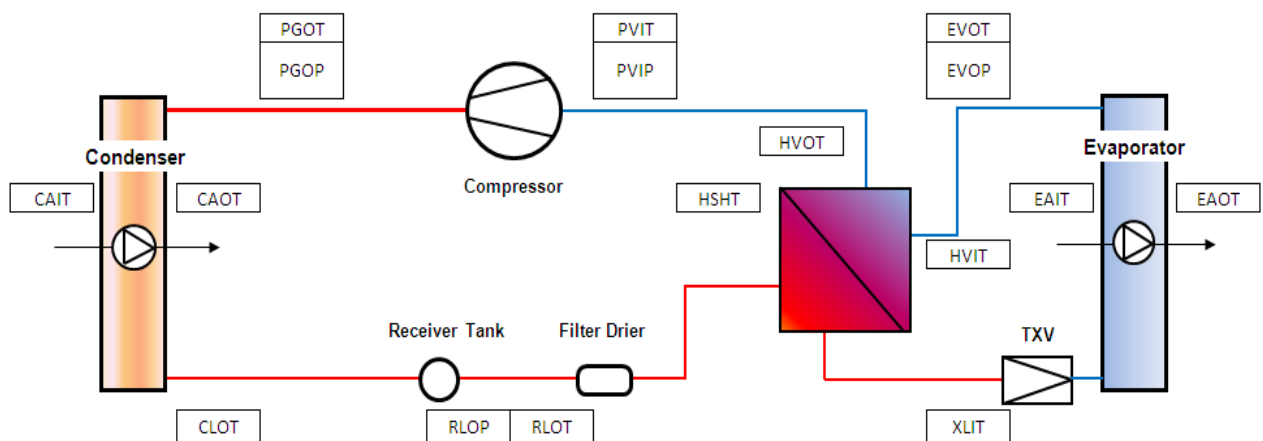 PGOT
PGOP
PVIT
PVIP
EVOT
EVOP
Condenser
HVOT
Evaporator
Compressor
CAIT
CAOT
HSHT
EAIT
EAOT
HVIT
Receiver Tank
Filter Drier
TXV
CLOT
RLOP
RLOT
XLIT